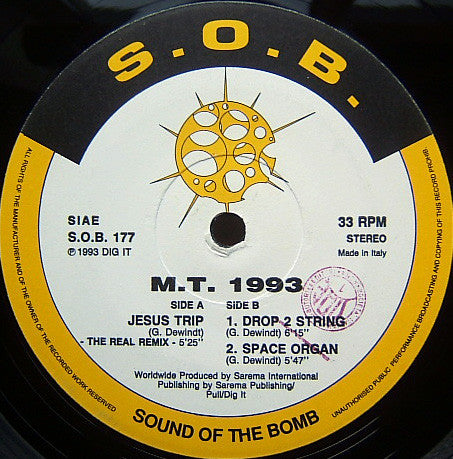 S.O.B.
SIAE
S.O.B. 177
℗ 1993 DIG IT
33 RPM
STEREO
Made in Italy
M.T. 1993
SIDE A
JESUS TRIP
(G. Dewindt)
- THE REAL REMIX - 5'25"
SIDE B
1. DROP 2 STRING
(G. Dewindt) 6'15"
2. SPACE ORGAN
(G. Dewindt) 5'47"
Worldwide Produced by Sarema International
Publishing by Sarema Publishing/
Pull/Dig It
ALL RIGHTS OF THE MANUFACTURER AND OF THE OWNER OF THE RECORDED WORK RESERVED.
UNAUTHORISED PUBLIC PERFORMANCE BROADCASTING AND COPYING OF THIS RECORD PROHIB.
SOUND OF THE BOMB